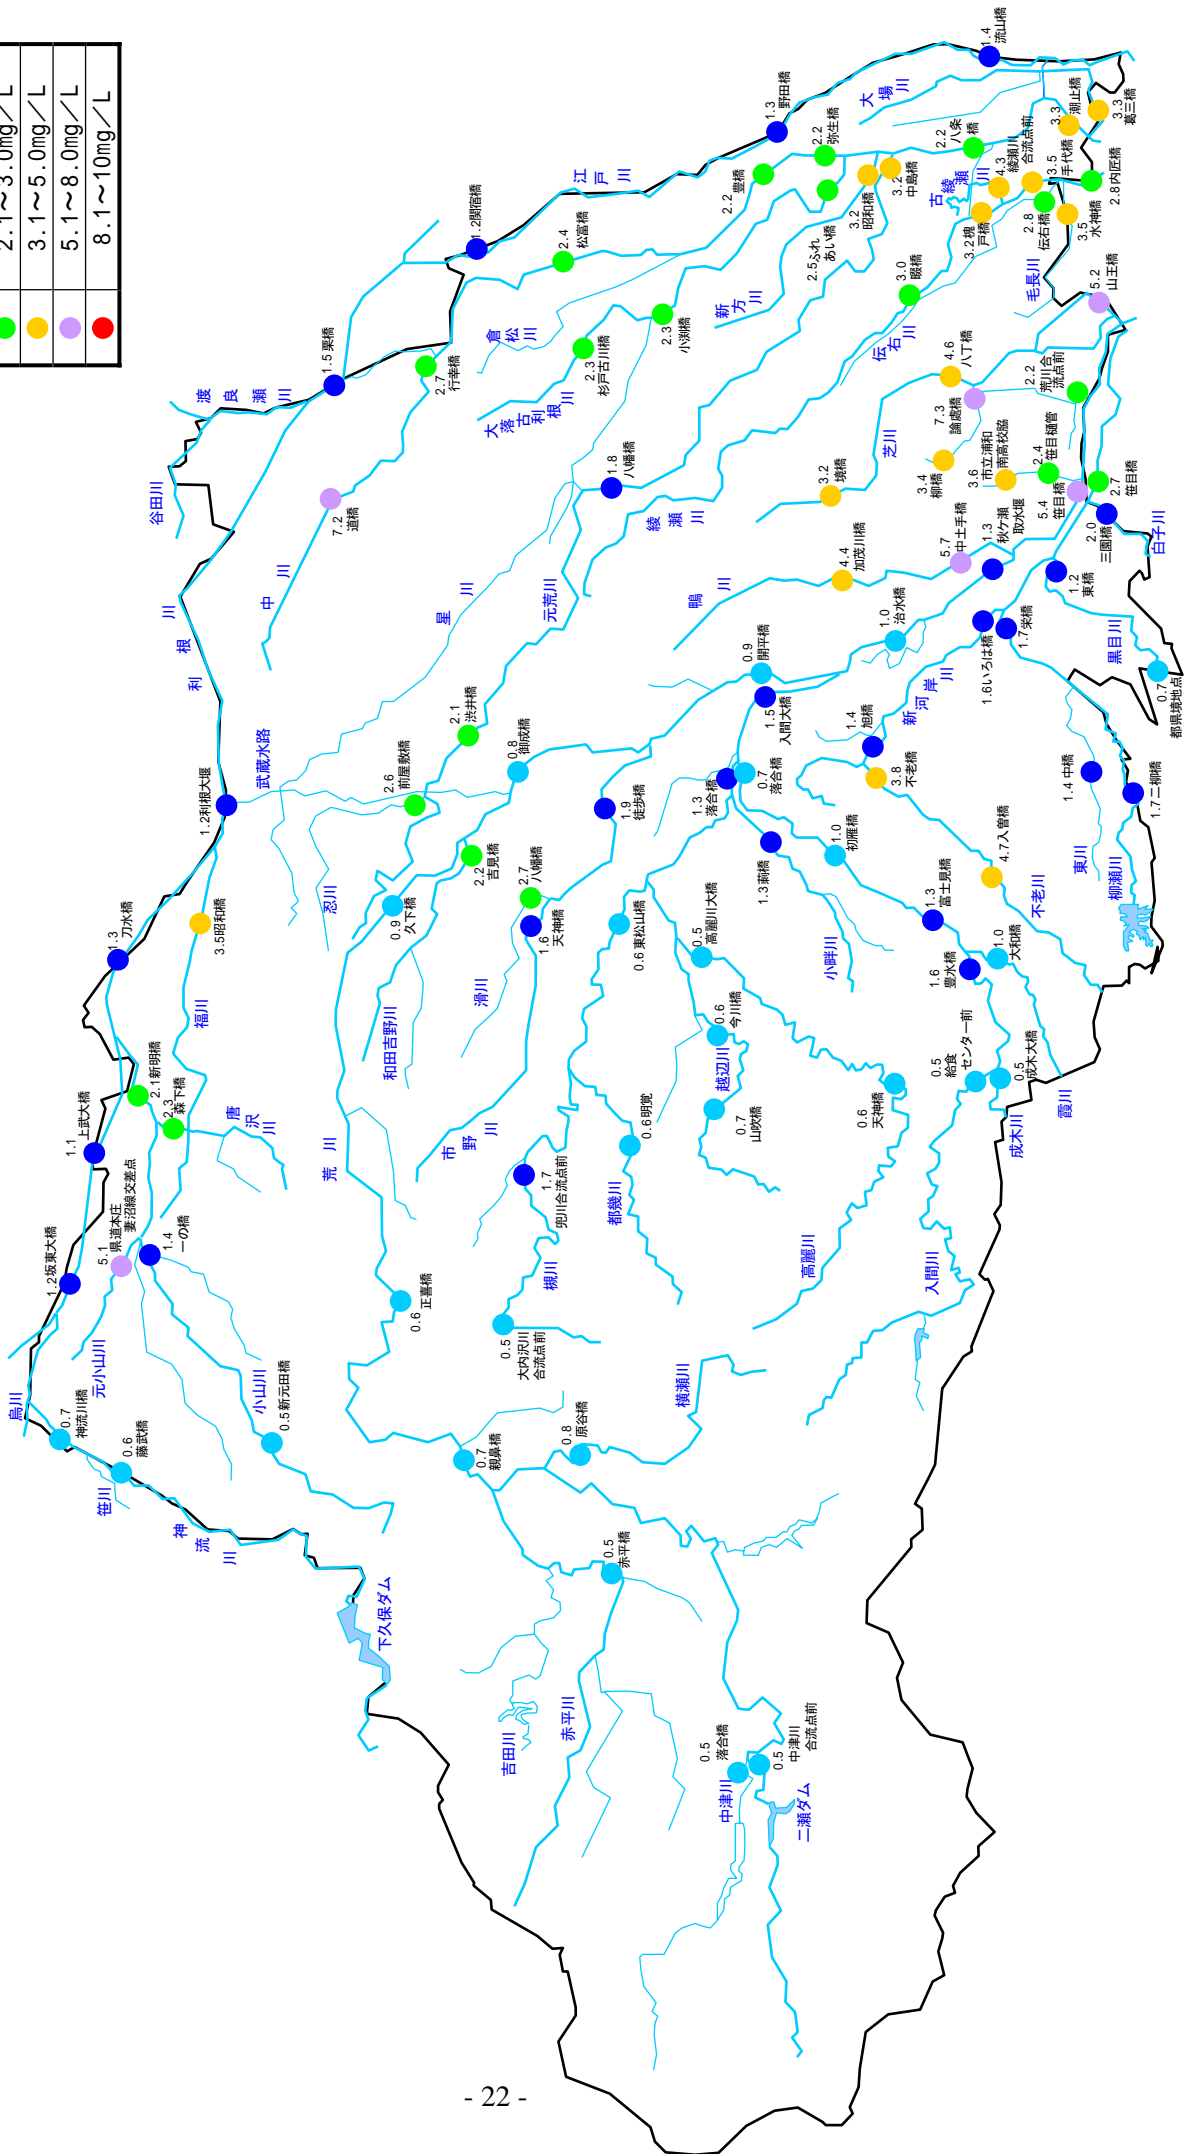 2.1～3.0mg／L
3.1～5.0mg／L
5.1～8.0mg／L
8.1～10mg／L
烏川
0.7
神流川橋
0.6
藤武橋
笹川
神流川
下久保ダム
元小山川
1.2坂東大橋
5.1
県道本庄
妻沼線交差点
1.4
一の橋
小山川
0.5新元田橋
1.1
上武大橋
2.1新明橋
2.3
森下橋
唐沢川
福川
1.3
刀水橋
3.5昭和橋
1.2利根大堰
武蔵水路
利根川
谷田川
渡良瀬川
1.5栗橋
1.2関宿橋
江戸川
1.3
野田橋
1.4
流山橋
中川
7.2
道橋
2.7
行幸橋
2.4
松富橋
倉松川
大落古利根川
2.3
杉戸古川橋
2.3
小渕橋
2.2
豊橋
2.2
弥生橋
新方川
2.5ふれ
あい橋
3.2
昭和橋
3.2
中島橋
2.2
八条
橋
大場川
3.3
潮止橋
3.3
葛三橋
古綾瀬川
4.3
綾瀬川
合流点前
3.5
手代橋
2.8内匠橋
3.2槐
戸橋
2.8
伝右橋
3.5
水神橋
毛長川
3.0
畷橋
伝右川
綾瀬川
元荒川
1.8
八幡橋
星川
2.1
渋井橋
2.6
前屋敷橋
忍川
0.9
久下橋
2.2
吉見橋
0.8
御成橋
和田吉野川
荒川
0.6
正喜橋
0.7
親鼻橋
0.8
原谷橋
横瀬川
0.5
赤平橋
吉田川
赤平川
0.5
落合橋
中津川
0.5
中津川
合流点前
二瀬ダム
滑川
2.7
八幡橋
1.6
天神橋
1.9
徒歩橋
市野川
1.7
兜川合流点前
槻川
0.5
大内沢川
合流点前
0.6明覚
都幾川
0.6東松山橋
0.5
高麗川大橋
0.6
今川橋
越辺川
0.7
山吹橋
0.6
天神橋
高麗川
1.3
落合橋
0.7
落合橋
1.3薊橋
小畔川
1.0
初雁橋
1.3
富士見橋
1.6
豊水橋
1.0
大和橋
0.5
給食
センター前
0.5
成木大橋
成木川
霞川
入間川
1.5
入間大橋
0.9
開平橋
1.0
治水橋
1.3
秋ケ瀬
取水堰
鴨川
4.4
加茂川橋
5.7
中土手橋
3.2
境橋
芝川
4.6
八丁橋
7.3
論處橋
3.4
柳橋
3.6
市立浦和
南高校脇
2.2
荒川合
流点前
2.4
笹目樋管
5.4
笹目橋
2.7
笹目橋
5.2
山王橋
2.0
三園橋
白子川
1.2
東橋
黒目川
0.7
都県境地点
1.4
旭橋
新河岸川
1.6いろは橋
1.7栄橋
3.8
不老橋
4.7入曽橋
不老川
1.4中橋
東川
1.7二柳橋
柳瀬川
- 22 -